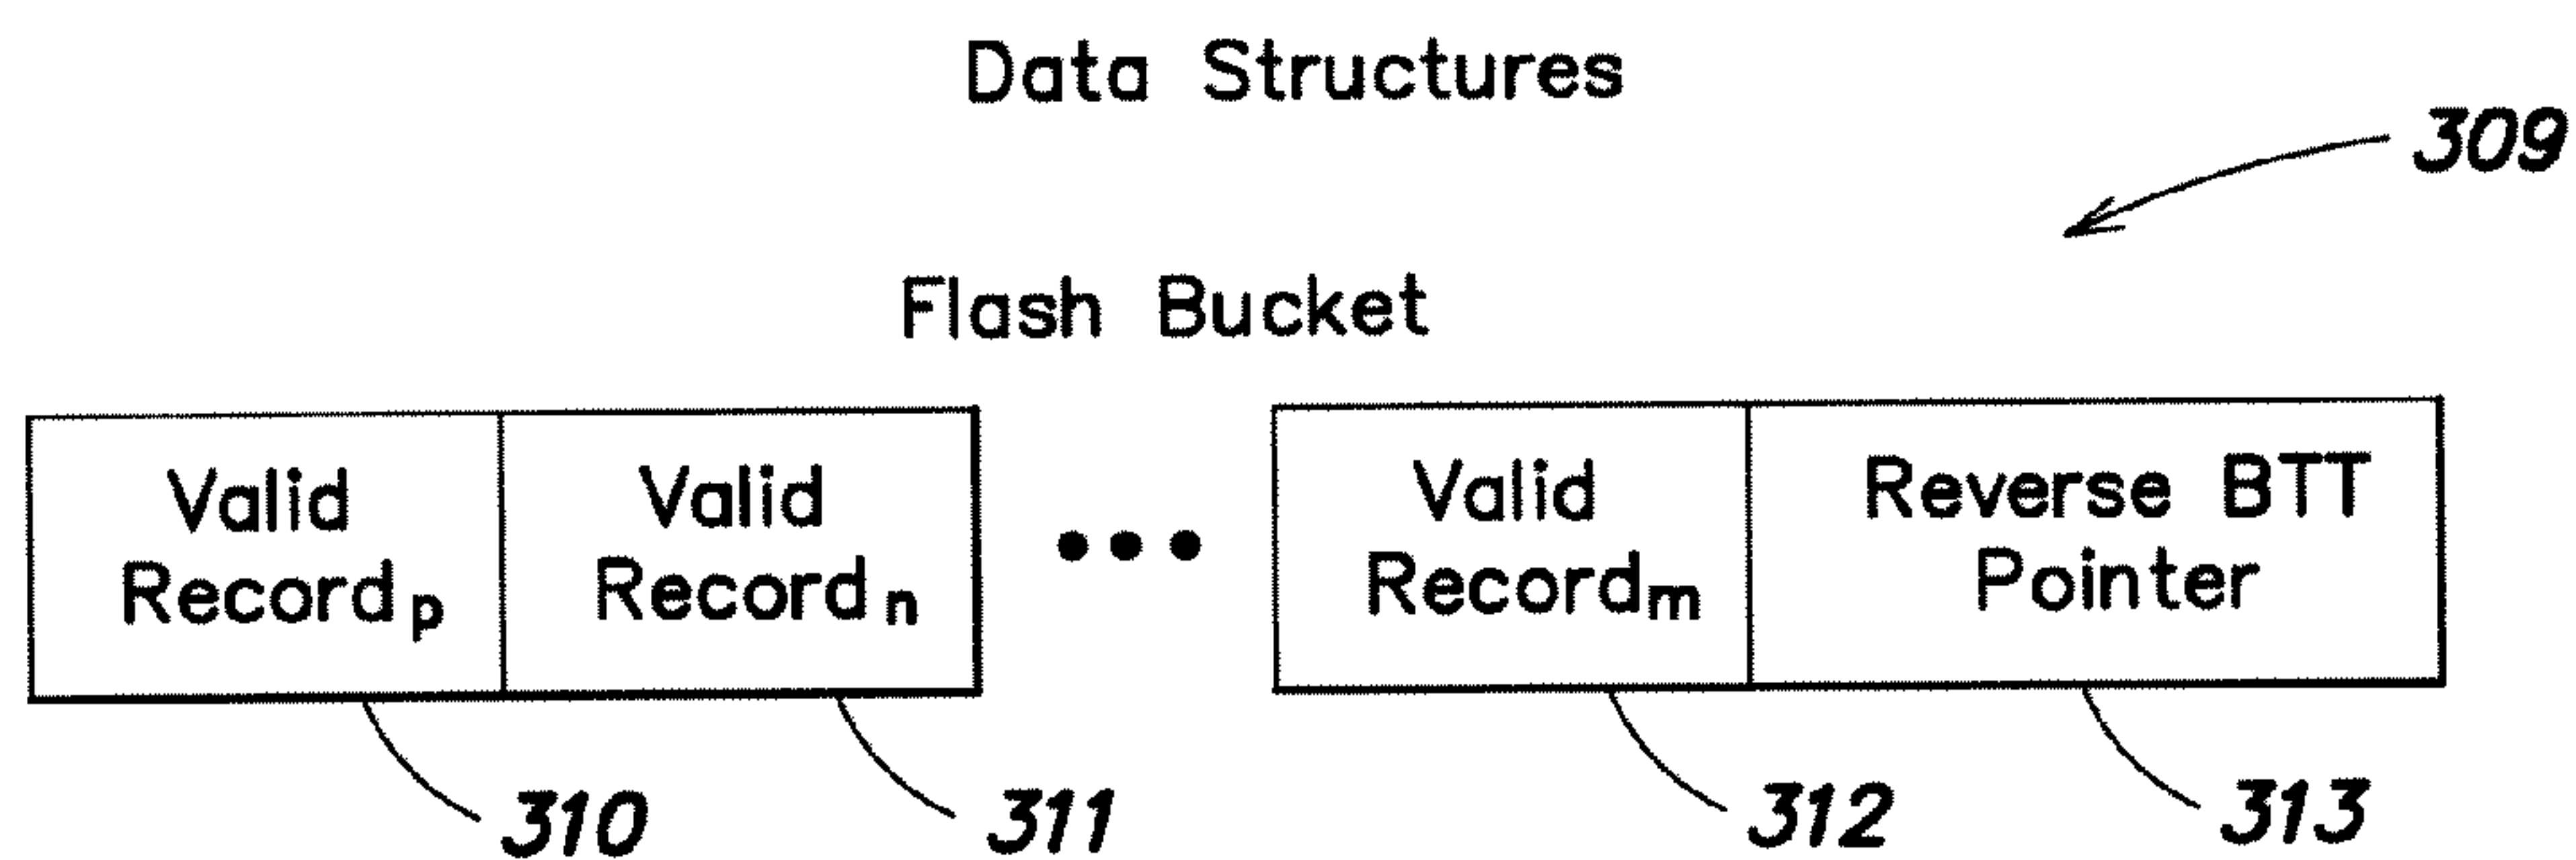 Data Structures
309
Flash Bucket
Valid Record p
Valid Record n
• • •
Valid Record m
Reverse BTT Pointer
310
311
312
313